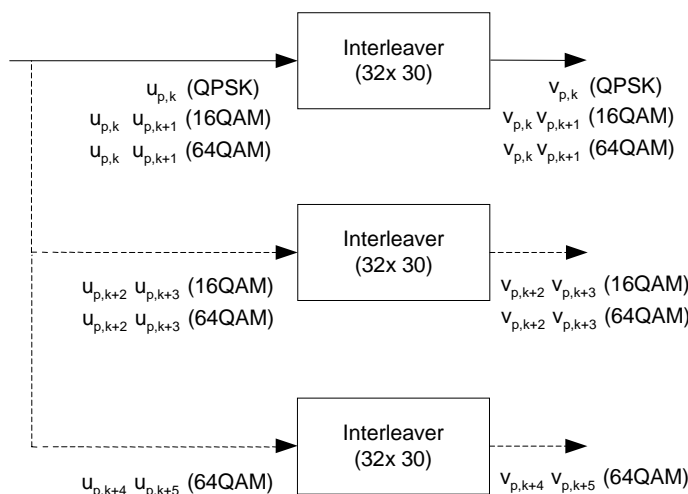 Interleaver
(32x 30)
u_{p,k} (QPSK)
u_{p,k} u_{p,k+1} (16QAM)
u_{p,k} u_{p,k+1} (64QAM)
v_{p,k} (QPSK)
v_{p,k} v_{p,k+1} (16QAM)
v_{p,k} v_{p,k+1} (64QAM)
Interleaver
(32x 30)
u_{p,k+2} u_{p,k+3} (16QAM)
u_{p,k+2} u_{p,k+3} (64QAM)
v_{p,k+2} v_{p,k+3} (16QAM)
v_{p,k+2} v_{p,k+3} (64QAM)
Interleaver
(32x 30)
u_{p,k+4} u_{p,k+5} (64QAM)
v_{p,k+4} v_{p,k+5} (64QAM)